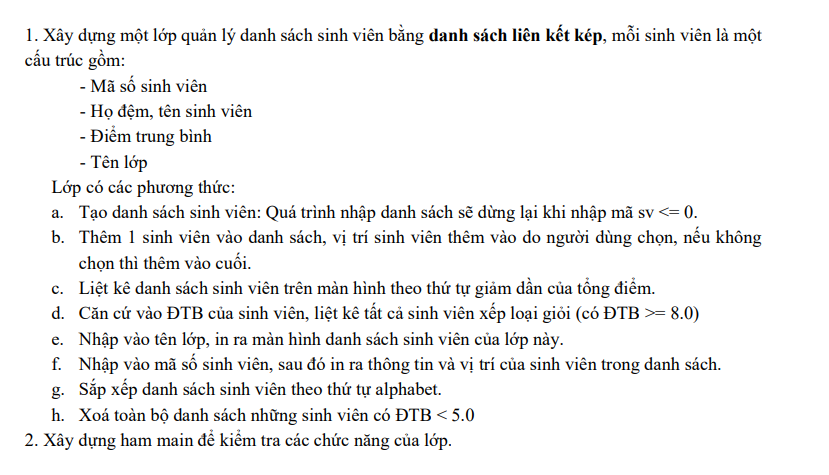 1. Xây dựng một lớp quản lý danh sách sinh viên bằng danh sách liên kết kép, mỗi sinh viên là một
cấu trúc gồm:
- Mã số sinh viên
- Họ đệm, tên sinh viên
- Điểm trung bình
- Tên lớp
Lớp có các phương thức:
a. Tạo danh sách sinh viên: Quá trình nhập danh sách sẽ dừng lại khi nhập mã sv <= 0.
b. Thêm 1 sinh viên vào danh sách, vị trí sinh viên thêm vào do người dùng chọn, nếu không
chọn thì thêm vào cuối.
c. Liệt kê danh sách sinh viên trên màn hình theo thứ tự giảm dần của tổng điểm.
d. Căn cứ vào ĐTB của sinh viên, liệt kê tất cả sinh viên xếp loại giỏi (có ĐTB >= 8.0)
e. Nhập vào tên lớp, in ra màn hình danh sách sinh viên của lớp này.
f. Nhập vào mã số sinh viên, sau đó in ra thông tin và vị trí của sinh viên trong danh sách.
g. Sắp xếp danh sách sinh viên theo thứ tự alphabet.
h. Xoá toàn bộ danh sách những sinh viên có ĐTB < 5.0
2. Xây dựng ham main để kiểm tra các chức năng của lớp.